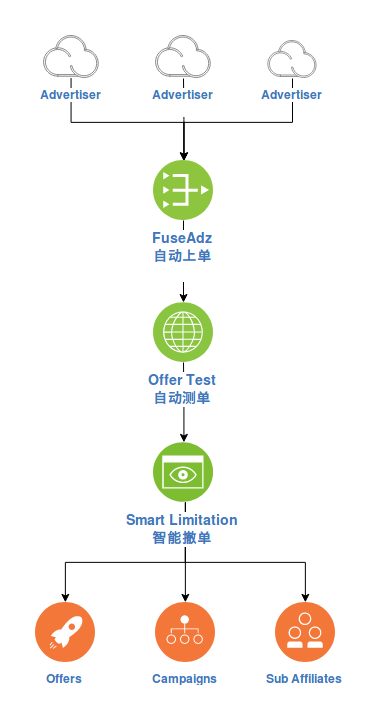 Advertiser Advertiser Advertiser
FuseAdz
自动上单
Offer Test
自动测单
Smart Limitation
智能撤单
Offers Campaigns Sub Affiliates